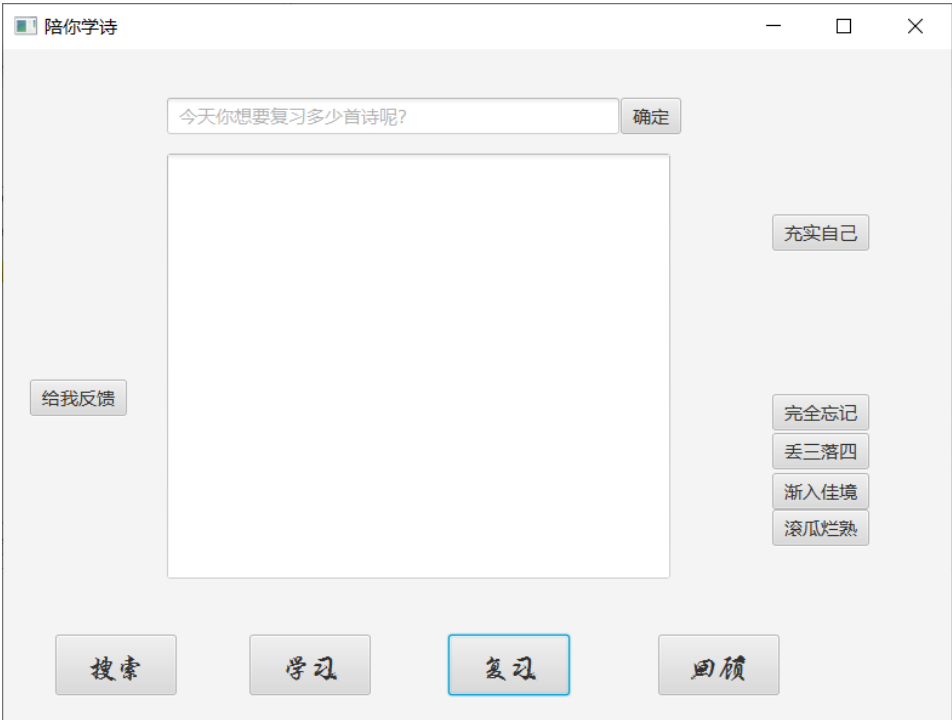 陪你学诗
今天你想要复习多少首诗呢?
确定
充实自己
给我反馈
完全忘记
丢三落四
渐入佳境
滚瓜烂熟
搜索
学习
复习
回顾